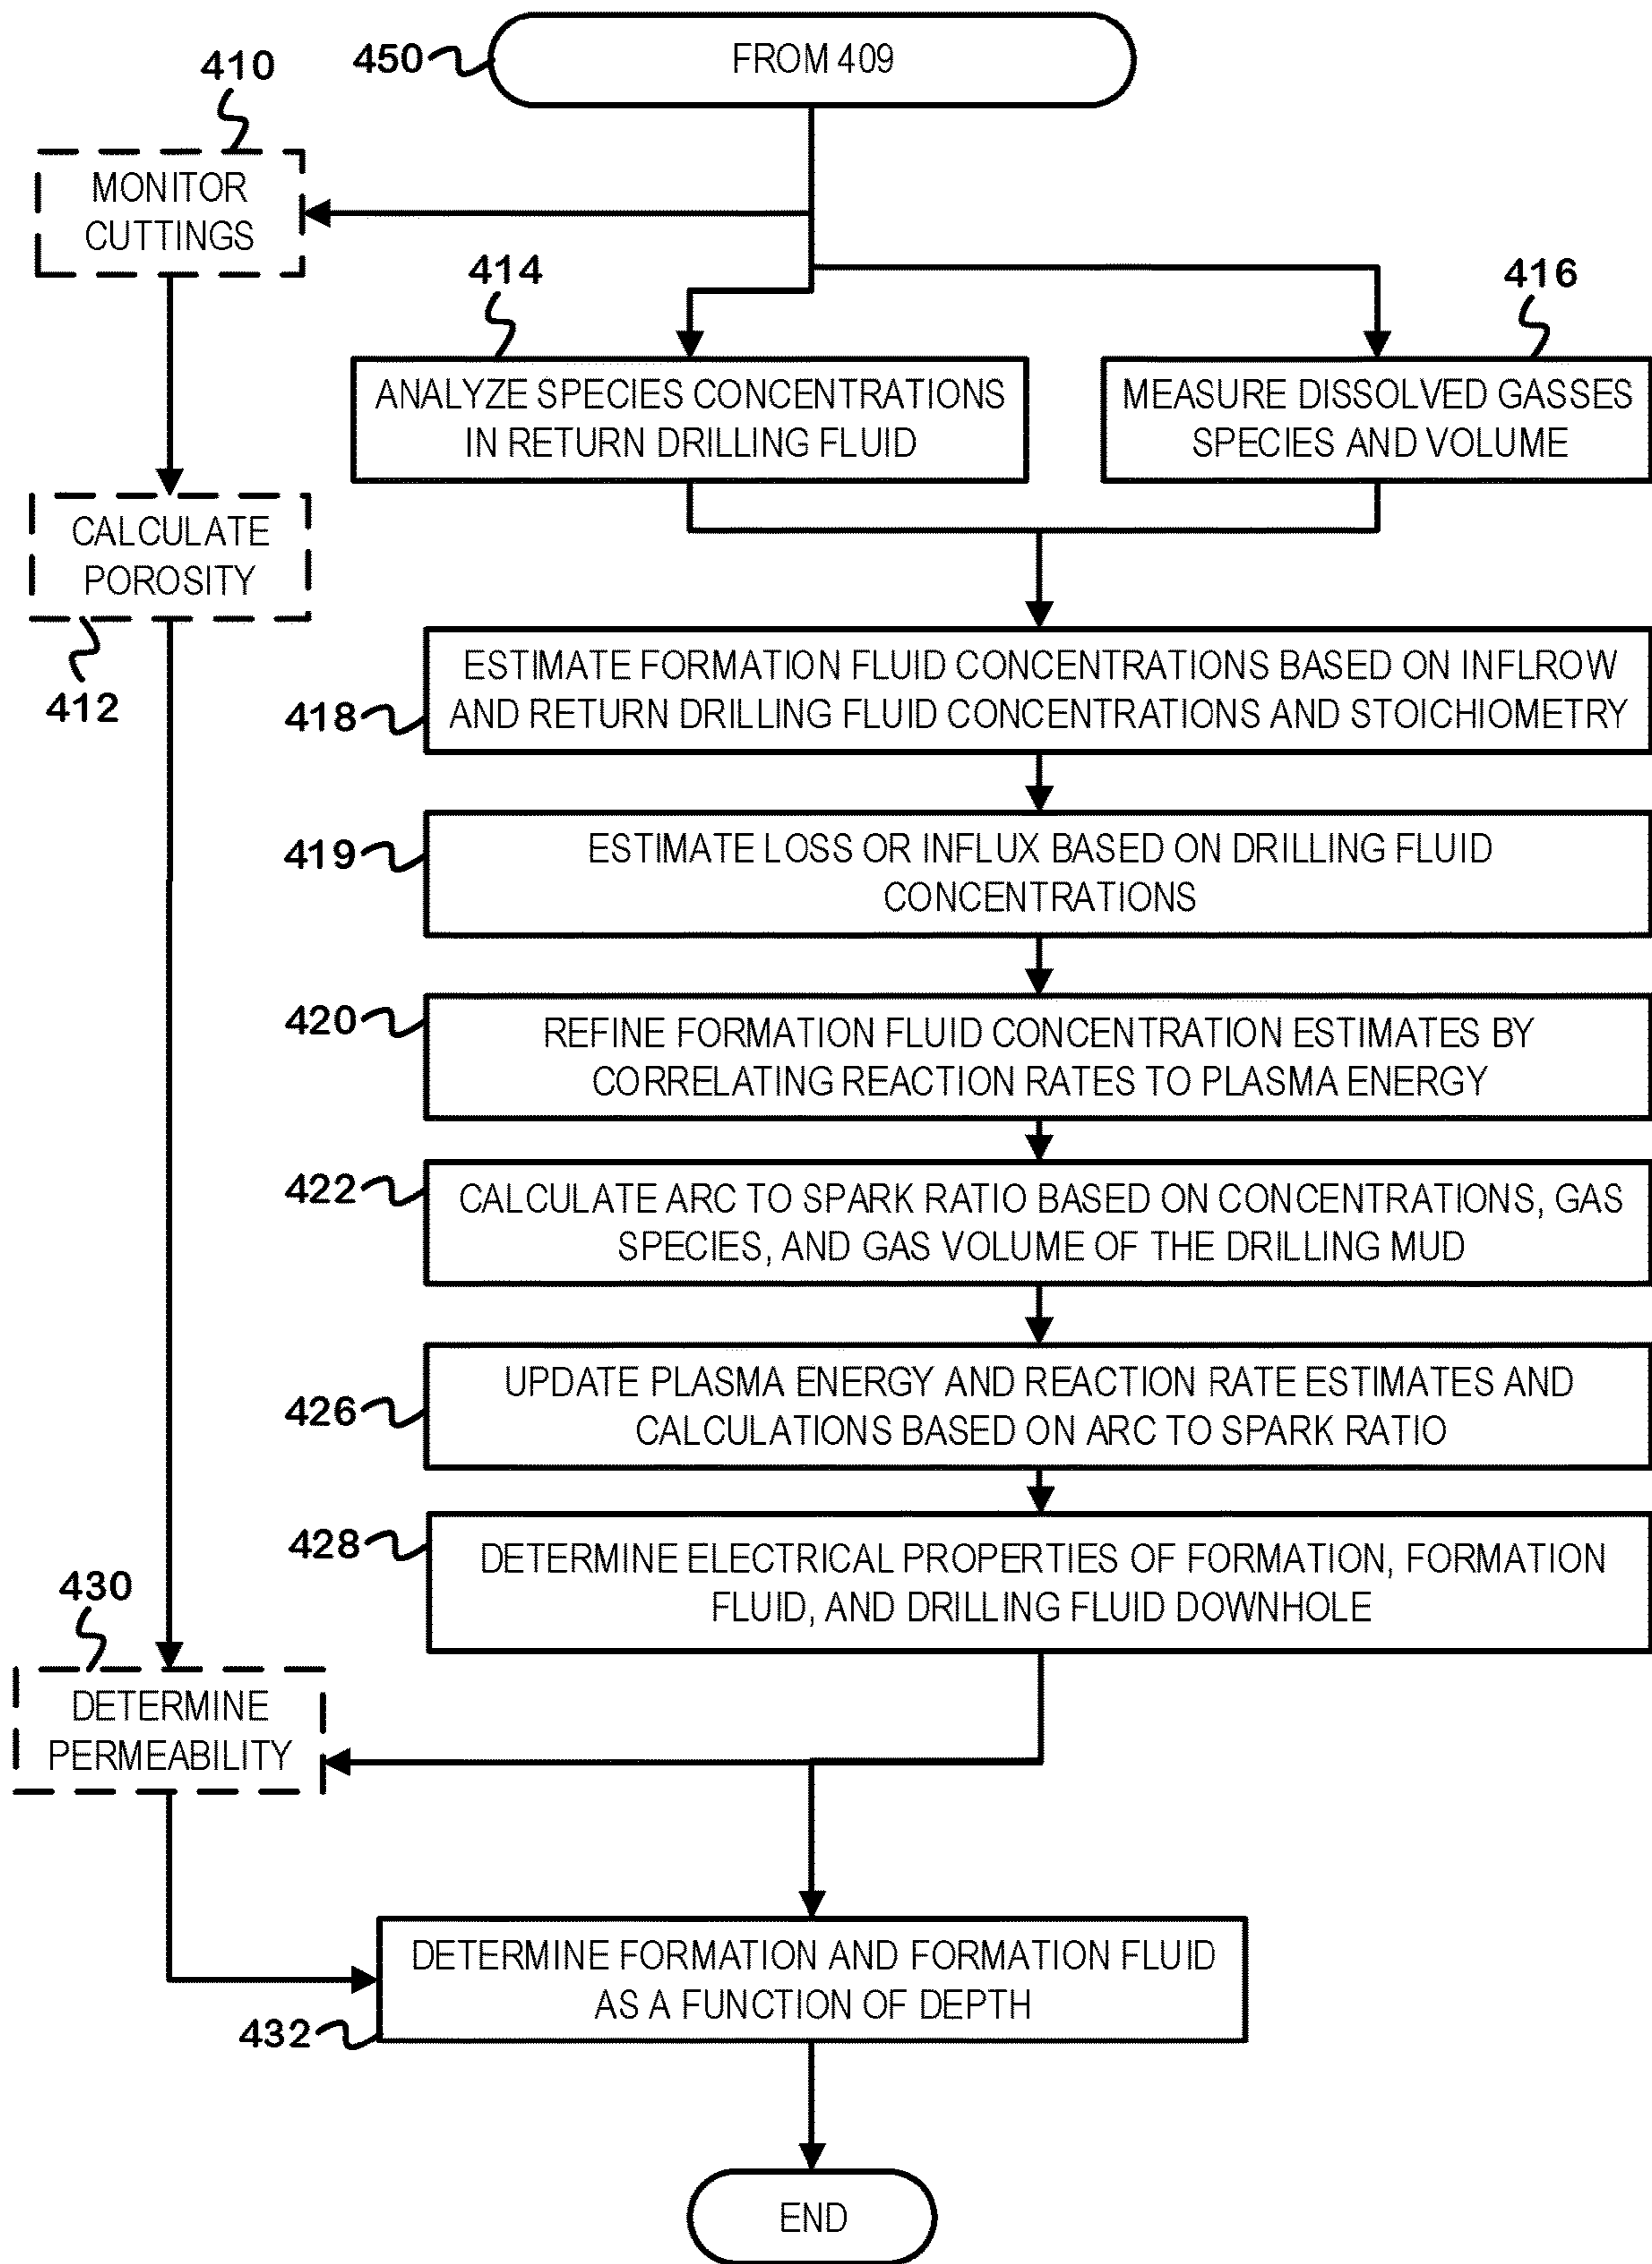 450
FROM 409
410
MONITOR
CUTTINGS
414
416
ANALYZE SPECIES CONCENTRATIONS
IN RETURN DRILLING FLUID
MEASURE DISSOLVED GASSES
SPECIES AND VOLUME
CALCULATE
POROSITY
412
ESTIMATE FORMATION FLUID CONCENTRATIONS BASED ON INFLROW
AND RETURN DRILLING FLUID CONCENTRATIONS AND STOICHIOMETRY
418
419
ESTIMATE LOSS OR INFLUX BASED ON DRILLING FLUID
CONCENTRATIONS
420
REFINE FORMATION FLUID CONCENTRATION ESTIMATES BY
CORRELATING REACTION RATES TO PLASMA ENERGY
422
CALCULATE ARC TO SPARK RATIO BASED ON CONCENTRATIONS, GAS
SPECIES, AND GAS VOLUME OF THE DRILLING MUD
426
UPDATE PLASMA ENERGY AND REACTION RATE ESTIMATES AND
CALCULATIONS BASED ON ARC TO SPARK RATIO
428
DETERMINE ELECTRICAL PROPERTIES OF FORMATION, FORMATION
FLUID, AND DRILLING FLUID DOWNHOLE
430
DETERMINE
PERMEABILITY
DETERMINE FORMATION AND FORMATION FLUID
AS A FUNCTION OF DEPTH
432
END